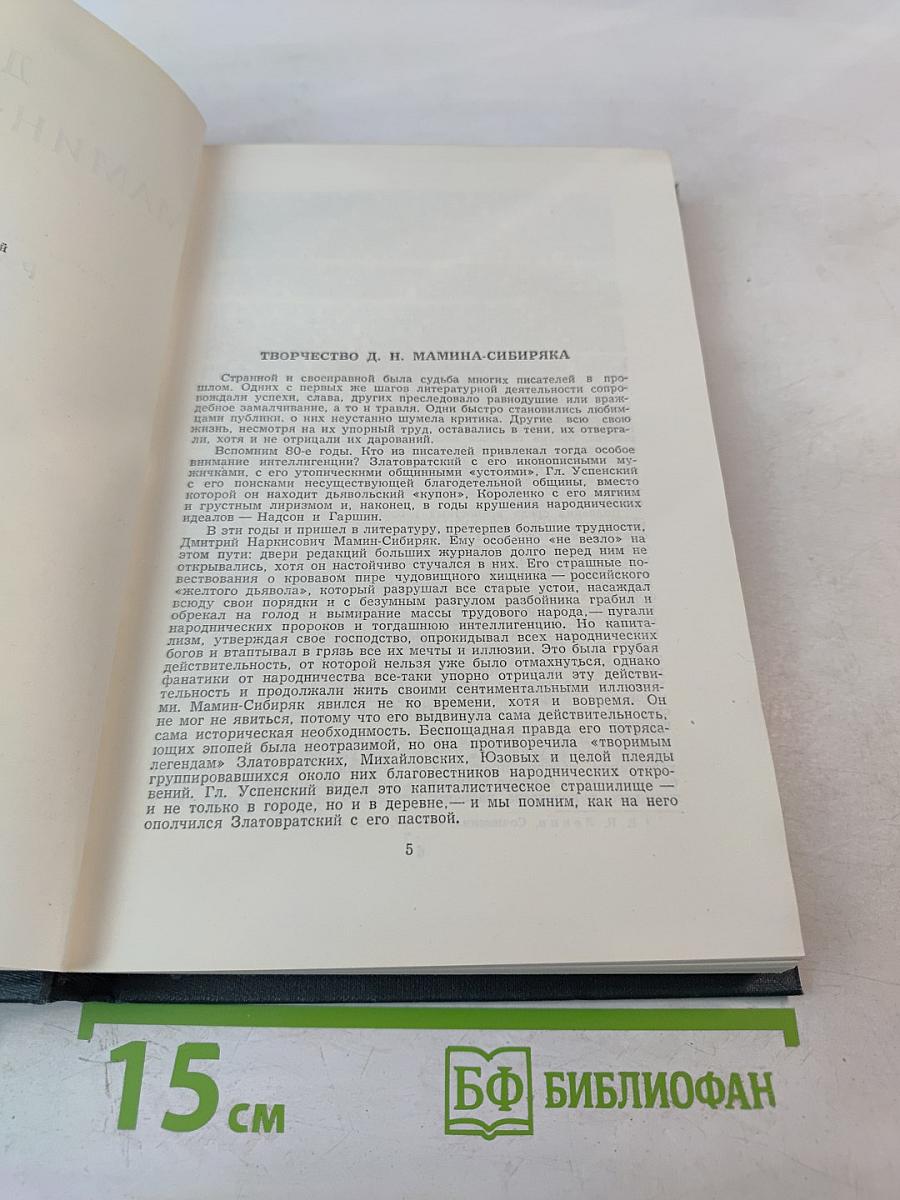 й
ТВОРЧЕСТВО Д. Н. МАМИНА-СИБИРЯКА
Странной и своенравной была судьба многих писателей в про-
шлом. Одних с первых же шагов литературной деятельности сопро-
вождали успехи, слава, других преследовало равнодушие или враж-
дебное замалчивание, а то и травля. Одни быстро становились любим-
цами публики, о них неустанно шумела критика. Другие всю свою
жизнь, несмотря на их упорный труд, оставались в тени, их отверга-
ли, хотя и не отрицали их дарований.
Вспомним 80-е годы. Кто из писателей привлекал тогда особое
внимание интеллигенции? Златовратский с его иконописными му-
жичками, с его утопическими общинными «устоями», Гл. Успенский
с его поисками несуществующей благодетельной общины, вместо
которой он находит дьявольский «купон», Короленко с его мягким
и грустным лиризмом и, наконец, в годы крушения народнических
идеалов — Надсон и Гаршин.
В эти годы и пришел в литературу, претерпев большие трудности,
Дмитрий Наркисович Мамин-Сибиряк. Ему особенно «не везло» на
этом пути: двери редакций больших журналов долго перед ним не
открывались, хотя он настойчиво стучался в них. Его страшные по-
вествования о кровавом пире чудовищного хищника — российского
«желтого дьявола», который разрушал все старые устои, насаждал
всюду свои порядки и с безумным разгулом разбойника грабил и
обрекал на голод и вымирание массы трудового народа,— пугали
народнических пророков и тогдашнюю интеллигенцию. Но капита-
лизм, утверждая свое господство, опрокидывал всех народнических
богов и втаптывал в грязь все их мечты и иллюзии. Это была грубая
действительность, от которой нельзя уже было отмахнуться, однако
фанатики от народничества все-таки упорно отрицали эту действи-
тельность и продолжали жить своими сентиментальными иллюзия-
ми. Мамин-Сибиряк явился не ко времени, хотя и вовремя. Он
не мог не явиться, потому что его выдвинула сама действительность,
сама историческая необходимость. Беспощадная правда его потряса-
ющих эпопей была неотразимой, но она противоречила «творимым
легендам» Златовратских, Михайловских, Юзовых и целой плеяды
группировавшихся около них благовестников народнических откро-
вений. Гл. Успенский видел это капиталистическое страшилище —
и не только в городе, но и в деревне,— и мы помним, как на него
ополчился Златовратский с его паствой.
5
15 см
БФ БИБЛИОФАН